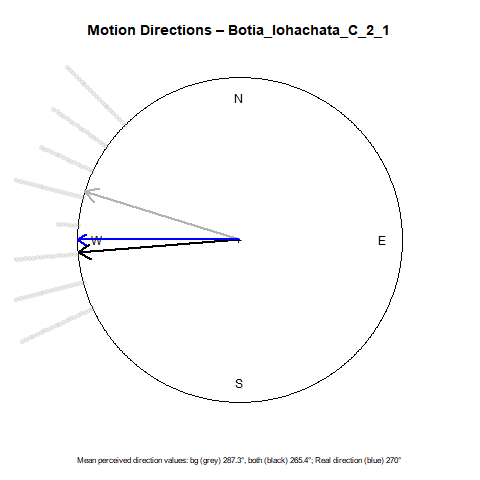 Motion Directions – Botia_lohachata_C_2_1
N
W
E
S
Mean perceived direction values: bg (grey) 287.3°, both (black) 265.4°; Real direction (blue) 270°